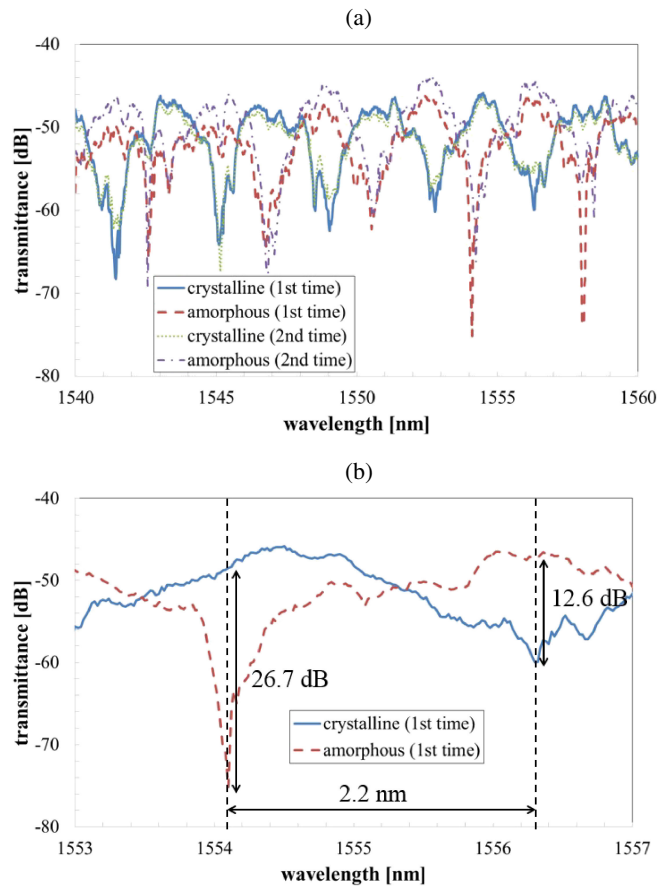 (a)
-40
-50
-60
-70
-80
transmittance [dB]
crystalline (1st time)
amorphous (1st time)
crystalline (2nd time)
amorphous (2nd time)
1540 1545 1550 1555 1560
wavelength [nm]
(b)
-40
-50
-60
-70
-80
transmittance [dB]
12.6 dB
26.7 dB
crystalline (1st time)
amorphous (1st time)
2.2 nm
1553 1554 1555 1556 1557
wavelength [nm]